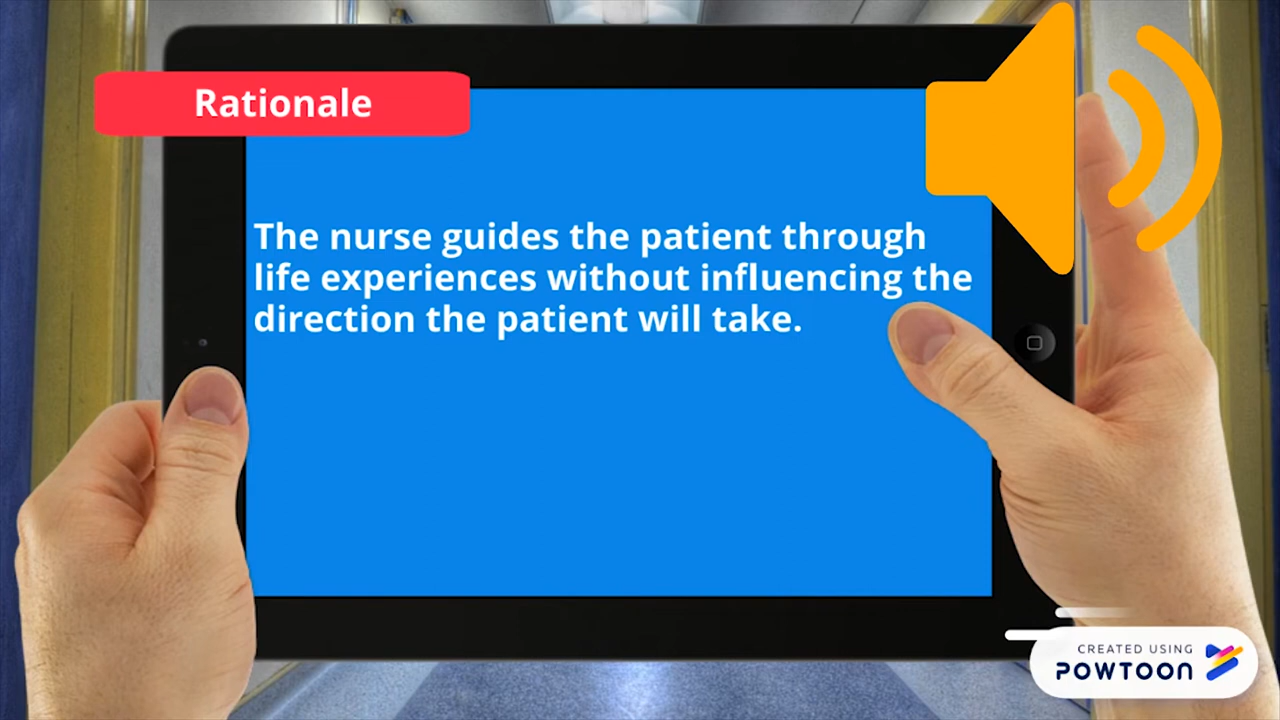 Rationale
The nurse guides the patient through
life experiences without influencing the
direction the patient will take.
CREATED USING
POWTOON